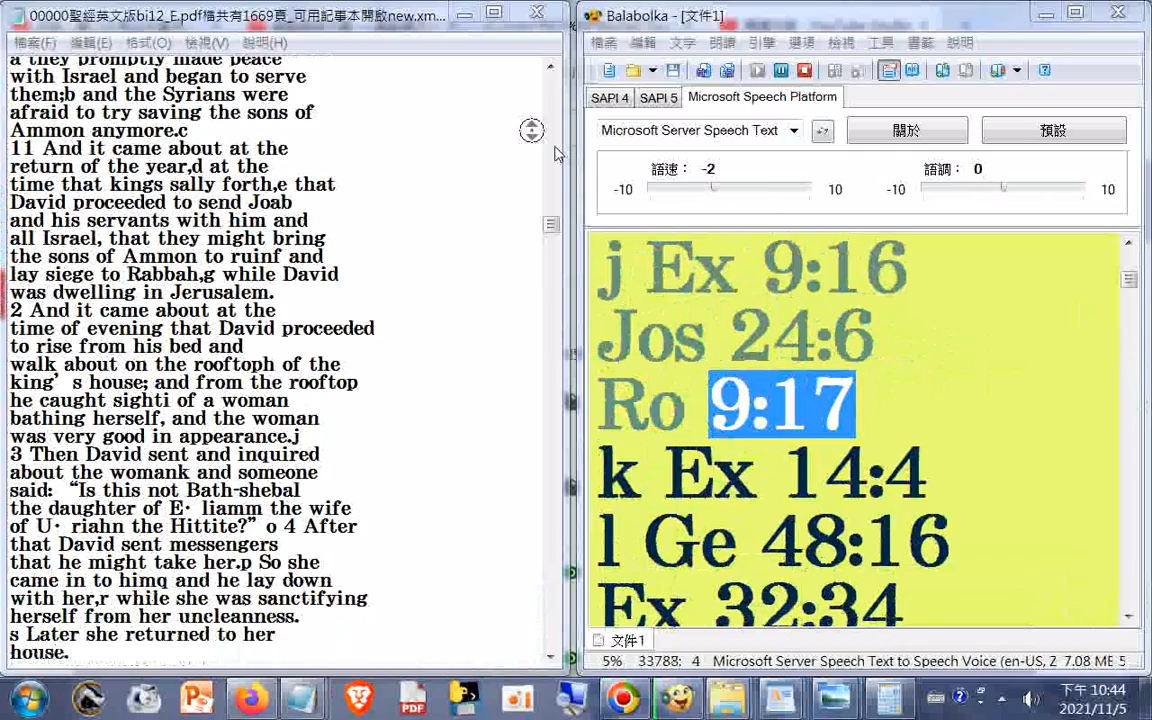 00000聖經英文版bi12_E.pdf檔共有1669頁_可用記事本開啟new.xm...
檔案(F) 編輯(E) 格式(O) 檢視(V) 說明(H)
a they promptly made peace
with Israel and began to serve
them;b and the Syrians were
afraid to try saving the sons of
Ammon anymore.c
11 And it came about at the
return of the year,d at the
time that kings sally forth,e that
David proceeded to send Joab
and his servants with him and
all Israel, that they might bring
the sons of Ammon to ruinf and
lay siege to Rabbah,g while David
was dwelling in Jerusalem.
2 And it came about at the
time of evening that David proceeded
to rise from his bed and
walk about on the rooftoph of the
king’s house; and from the rooftop
he caught sighti of a woman
bathing herself, and the woman
was very good in appearance.j
3 Then David sent and inquired
about the womank and someone
said: “Is this not Bath-shebal
the daughter of E· liamm the wife
of U· riahn the Hittite?”o 4 After
that David sent messengers
that he might take her.p So she
came in to himq and he lay down
with her,r while she was sanctifying
herself from her uncleanness.
s Later she returned to her
house.
Balabolka - [文件1]
檔案 編輯 文字 朗讀 引擎 選項 檢視 工具 書籤 說明
SAPI 4 SAPI 5 Microsoft Speech Platform
Microsoft Server Speech Text 關於 預設
語速： -2 語調： 0
-10 10 -10 10
j Ex 9:16
Jos 24:6
Ro 9:17
k Ex 14:4
l Ge 48:16
Ex 32:34
文件1
5% 33788: 4 Microsoft Server Speech Text to Speech Voice (en-US, 2 7.08 MB 5
下午 10:44
2021/11/5